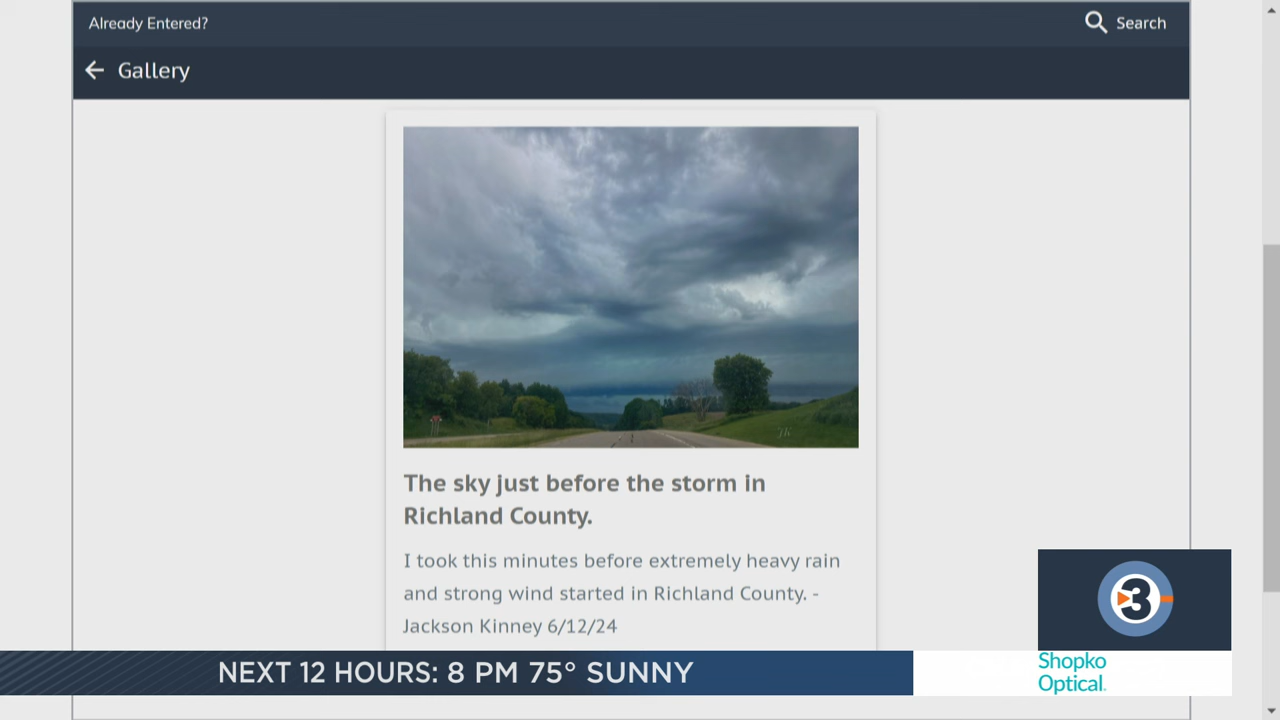 Already Entered?
Search
Gallery
The sky just before the storm in
Richland County.
I took this minutes before extremely heavy rain
and strong wind started in Richland County. -
Jackson Kinney 6/12/24
3
NEXT 12 HOURS: 8 PM 75° SUNNY
Shopko
Optical.